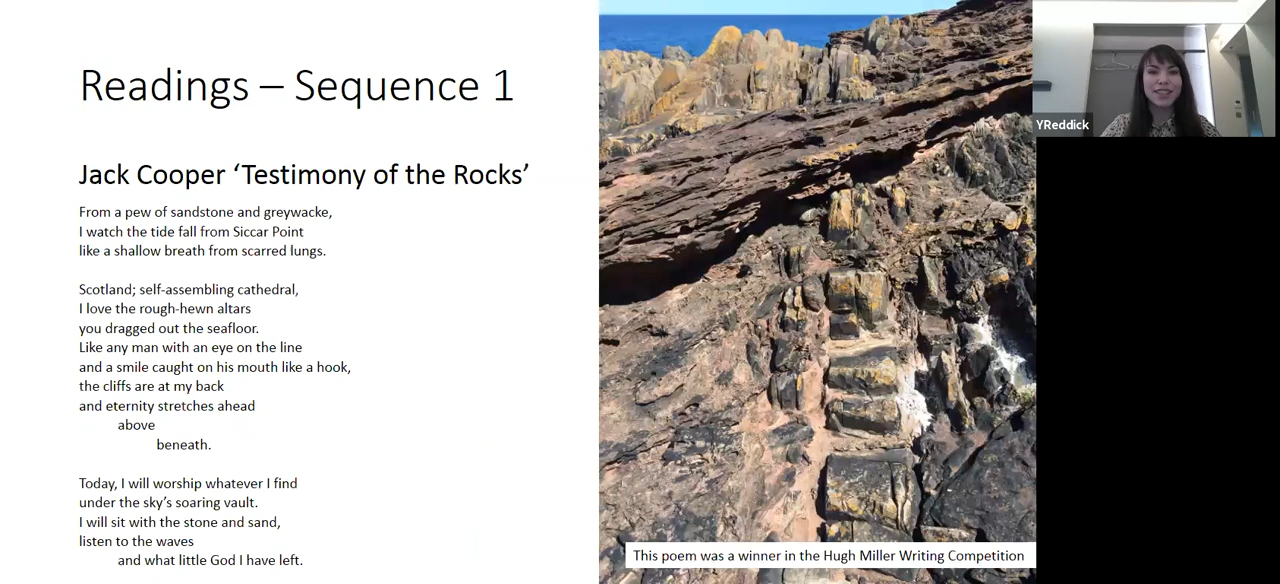 Readings – Sequence 1
Jack Cooper ‘Testimony of the Rocks’
From a pew of sandstone and greywacke,
I watch the tide fall from Siccar Point
like a shallow breath from scarred lungs.
Scotland; self-assembling cathedral,
I love the rough-hewn altars
you dragged out the seafloor.
Like any man with an eye on the line
and a smile caught on his mouth like a hook,
the cliffs are at my back
and eternity stretches ahead
above
beneath.
Today, I will worship whatever I find
under the sky’s soaring vault.
I will sit with the stone and sand,
listen to the waves
and what little God I have left.
This poem was a winner in the Hugh Miller Writing Competition
YReddick